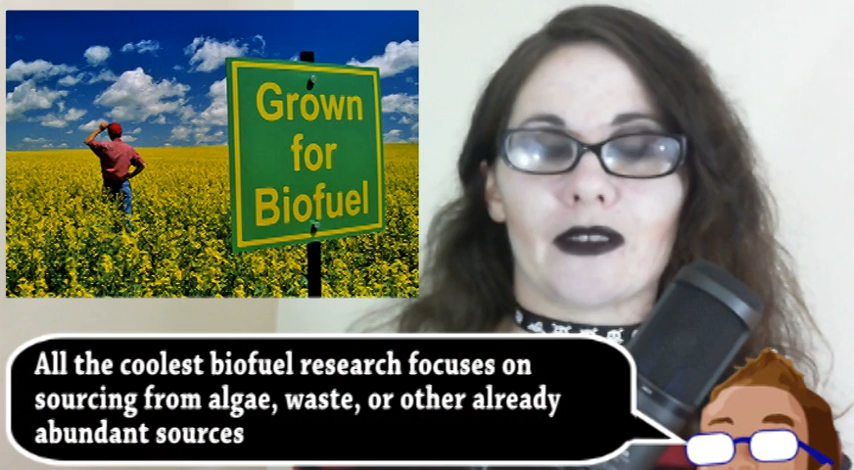 Grown
for
Biofuel
All the coolest biofuel research focuses on
sourcing from algae, waste, or other already
abundant sources